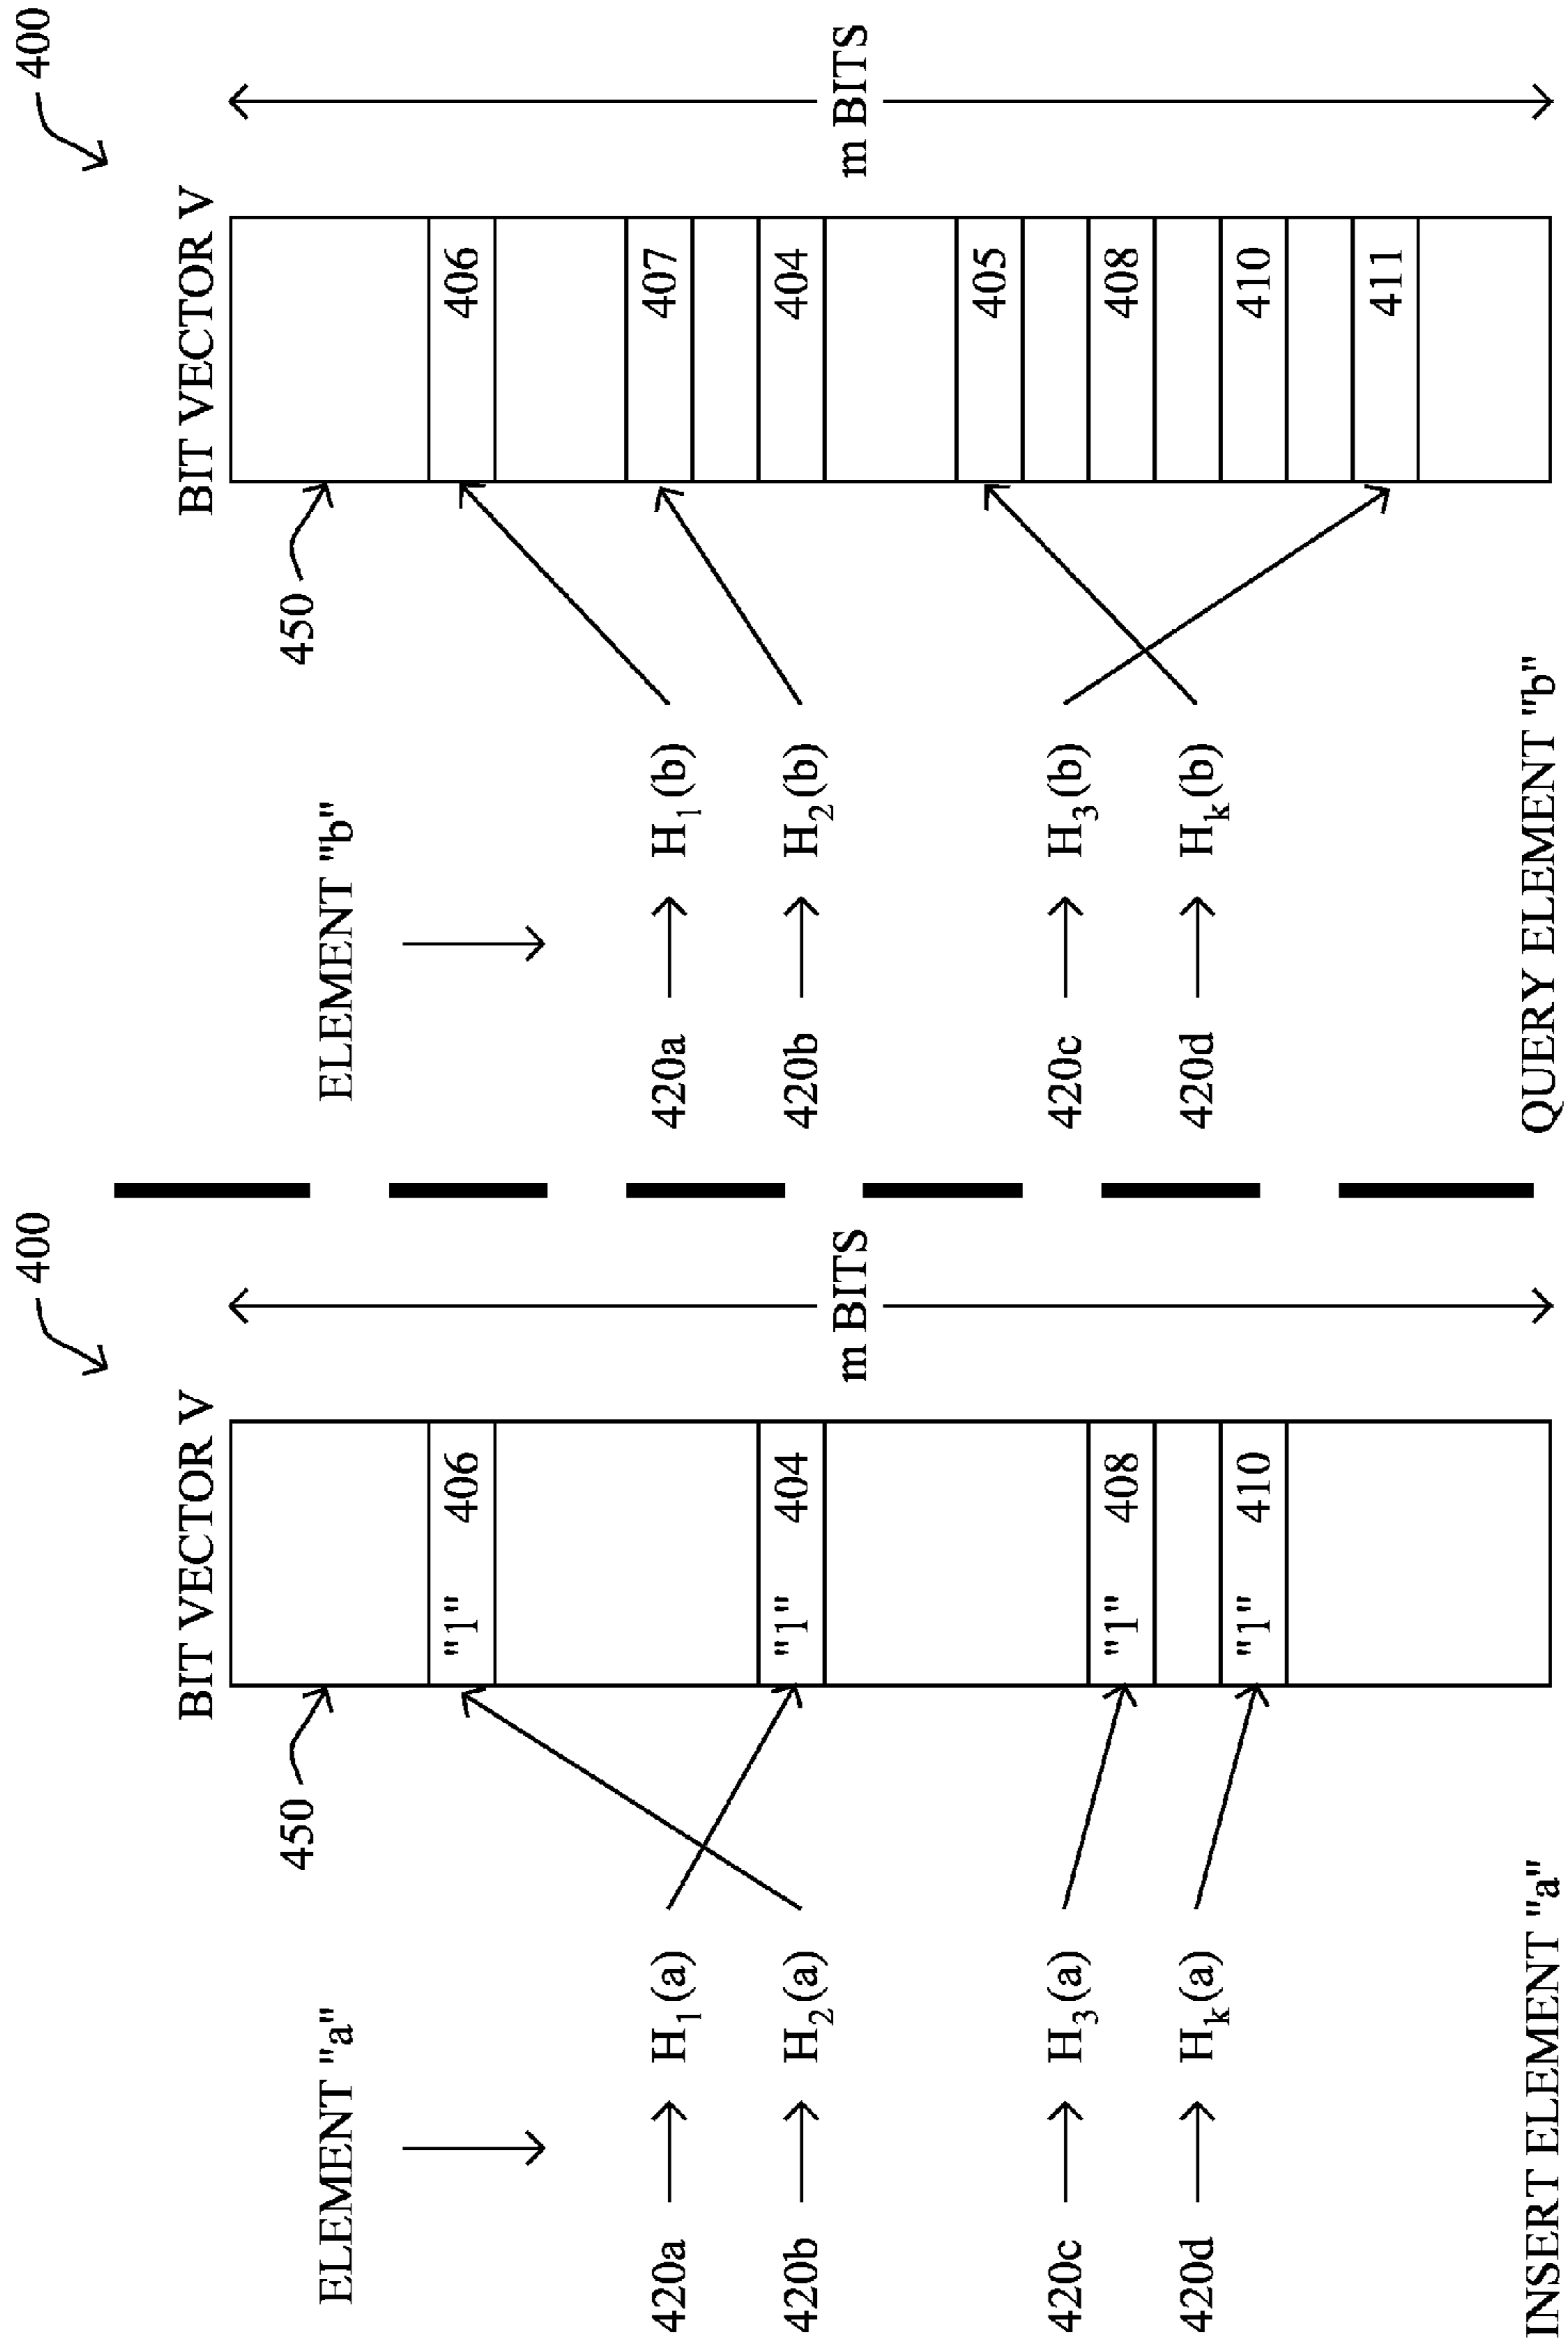 400
BIT VECTOR V
450
ELEMENT "a"
"1" 406
420a H1(a)
420b H2(a)
"1" 404
m BITS
420c H3(a)
"1" 408
420d Hk(a)
"1" 410
INSERT ELEMENT "a"
400
BIT VECTOR V
450
ELEMENT "b"
406
420a H1(b)
407
420b H2(b)
404
m BITS
405
420c H3(b)
408
420d Hk(b)
410
411
QUERY ELEMENT "b"